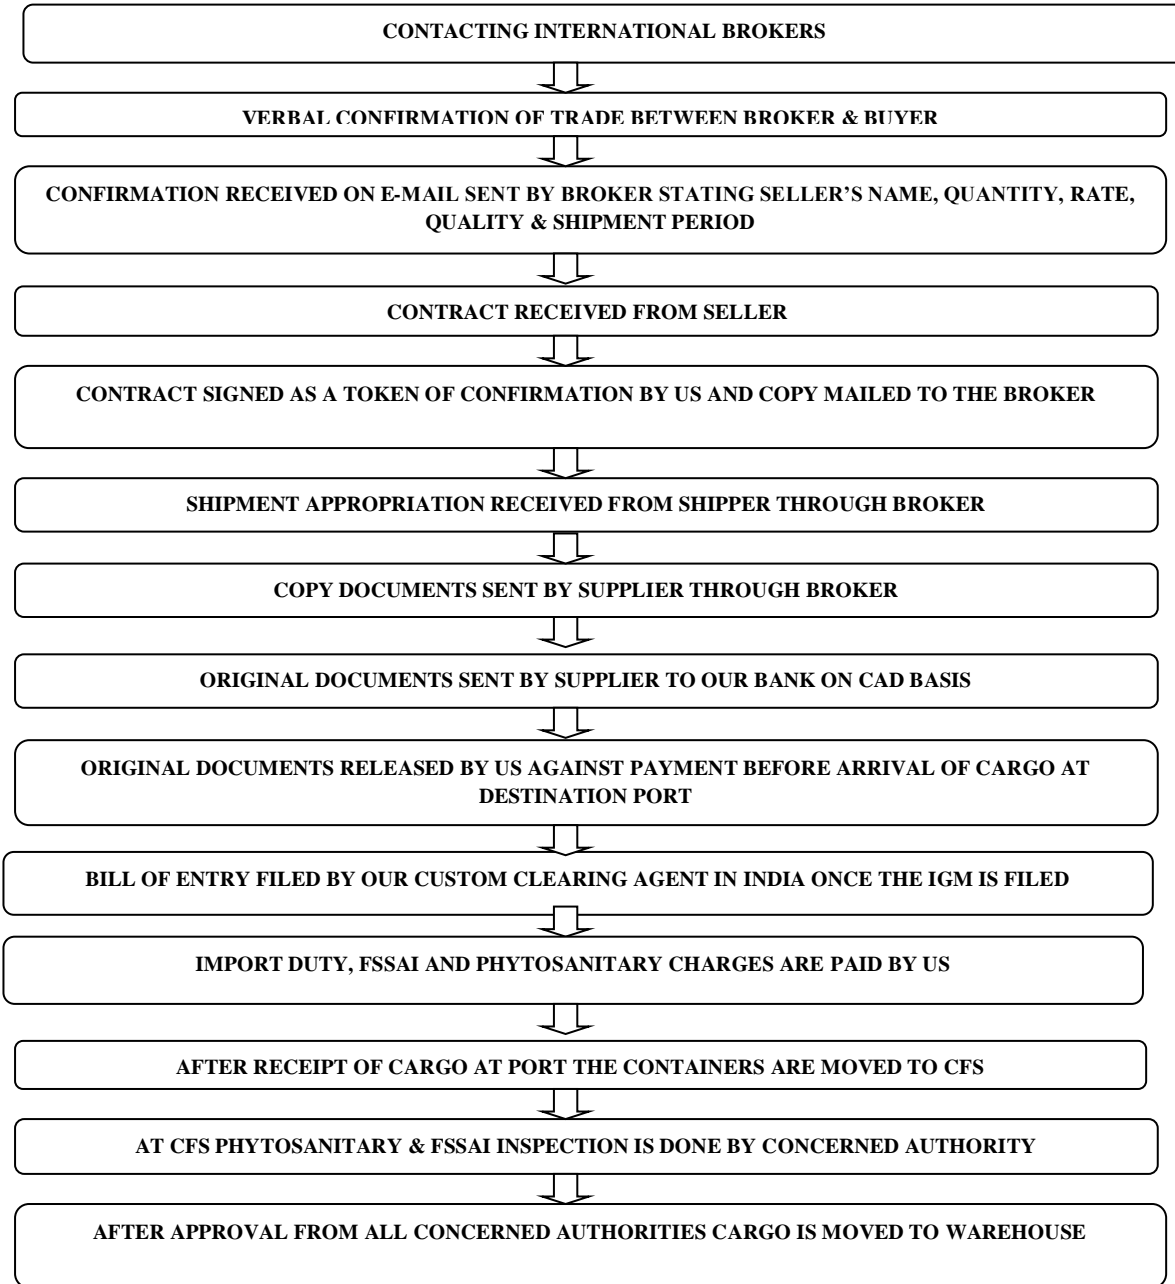 CONTACTING INTERNATIONAL BROKERS
VERBAL CONFIRMATION OF TRADE BETWEEN BROKER & BUYER
CONFIRMATION RECEIVED ON E-MAIL SENT BY BROKER STATING SELLER’S NAME, QUANTITY, RATE,
QUALITY & SHIPMENT PERIOD
CONTRACT RECEIVED FROM SELLER
CONTRACT SIGNED AS A TOKEN OF CONFIRMATION BY US AND COPY MAILED TO THE BROKER
SHIPMENT APPROPRIATION RECEIVED FROM SHIPPER THROUGH BROKER
COPY DOCUMENTS SENT BY SUPPLIER THROUGH BROKER
ORIGINAL DOCUMENTS SENT BY SUPPLIER TO OUR BANK ON CAD BASIS
ORIGINAL DOCUMENTS RELEASED BY US AGAINST PAYMENT BEFORE ARRIVAL OF CARGO AT
DESTINATION PORT
BILL OF ENTRY FILED BY OUR CUSTOM CLEARING AGENT IN INDIA ONCE THE IGM IS FILED
IMPORT DUTY, FSSAI AND PHYTOSANITARY CHARGES ARE PAID BY US
AFTER RECEIPT OF CARGO AT PORT THE CONTAINERS ARE MOVED TO CFS
AT CFS PHYTOSANITARY & FSSAI INSPECTION IS DONE BY CONCERNED AUTHORITY
AFTER APPROVAL FROM ALL CONCERNED AUTHORITIES CARGO IS MOVED TO WAREHOUSE